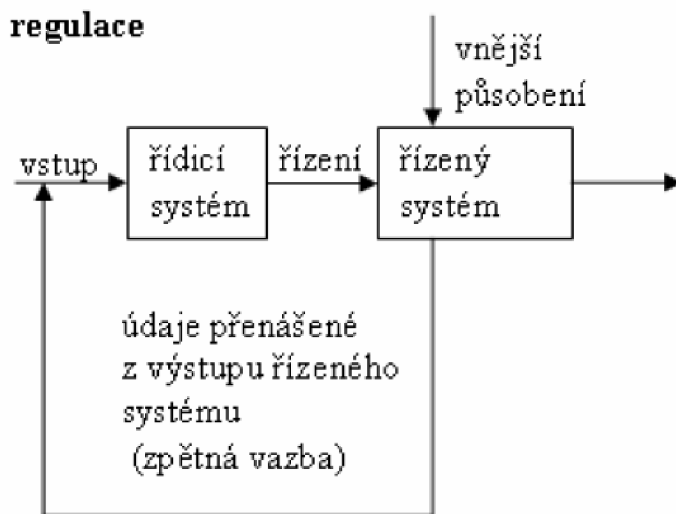 regulace
vnější
působení
vstup
řídicí
systém
řízení
řízený
systém
údaje přenášené
z výstupu řízeného
systému
(zpětná vazba)